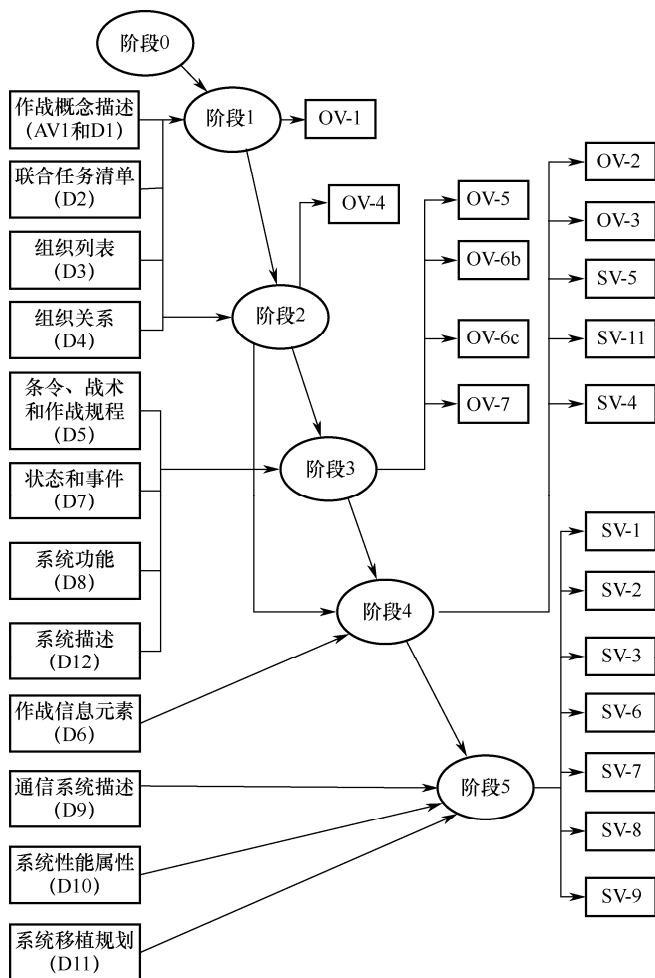 阶段0
作战概念描述
(AV1和D1)
阶段1
OV-1
联合任务清单
(D2)
OV-4
OV-5
OV-2
组织列表
(D3)
OV-6b
OV-3
组织关系
(D4)
阶段2
OV-6c
SV-5
SV-11
条令、战术
和作战规程
(D5)
OV-7
SV-4
状态和事件
(D7)
阶段3
系统功能
(D8)
SV-1
SV-2
系统描述
(D12)
阶段4
SV-3
作战信息元素
(D6)
SV-6
通信系统描述
(D9)
阶段5
SV-7
系统性能属性
(D10)
SV-8
SV-9
系统移植规划
(D11)